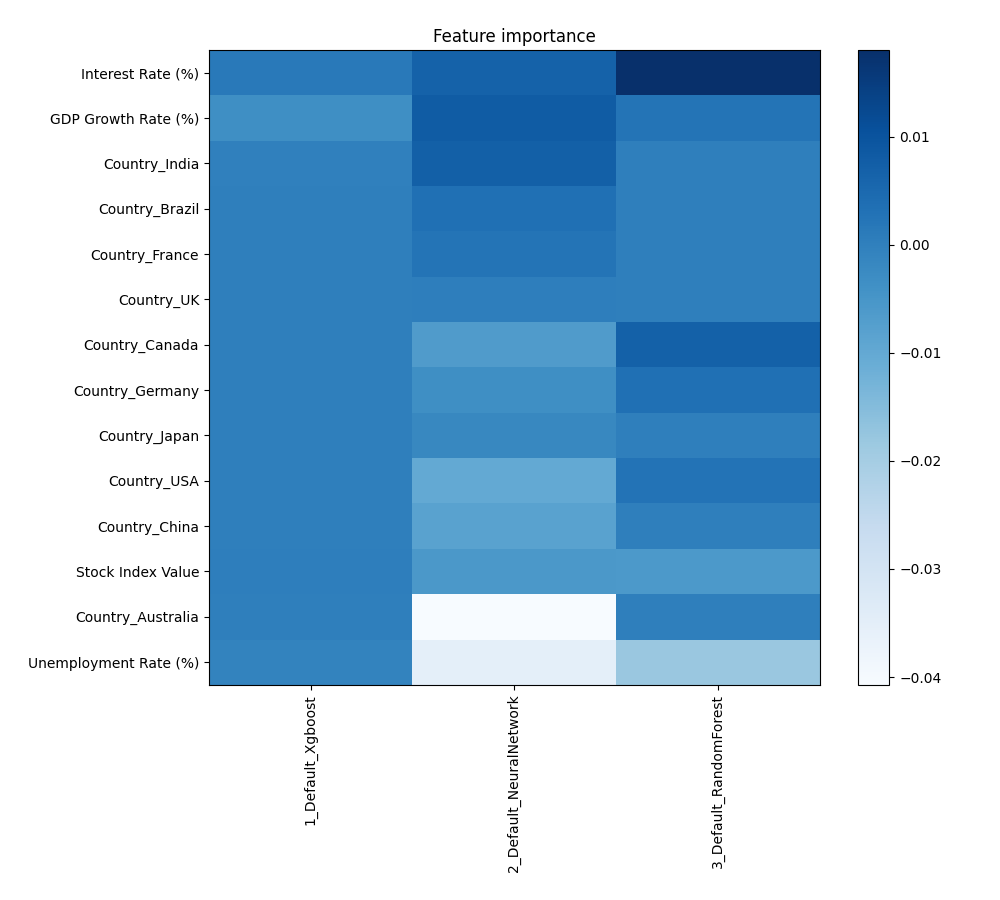 Feature importance
Interest Rate (%)
GDP Growth Rate (%)
Country_India
Country_Brazil
Country_France
Country_UK
Country_Canada
Country_Germany
Country_Japan
Country_USA
Country_China
Stock Index Value
Country_Australia
Unemployment Rate (%)
1_Default_Xgboost
2_Default_NeuralNetwork
3_Default_RandomForest
0.01
0.00
−0.01
−0.02
−0.03
−0.04